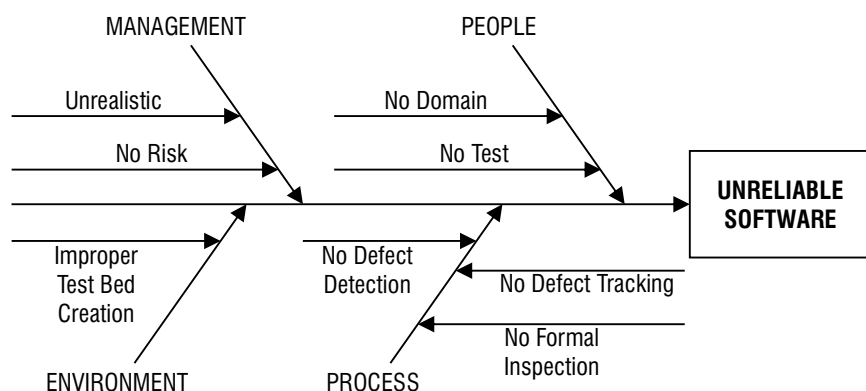 MANAGEMENT
PEOPLE
Unrealistic
No Domain
No Risk
No Test
UNRELIABLE
SOFTWARE
Improper
Test Bed
Creation
No Defect
Detection
No Defect Tracking
No Formal
Inspection
ENVIRONMENT
PROCESS